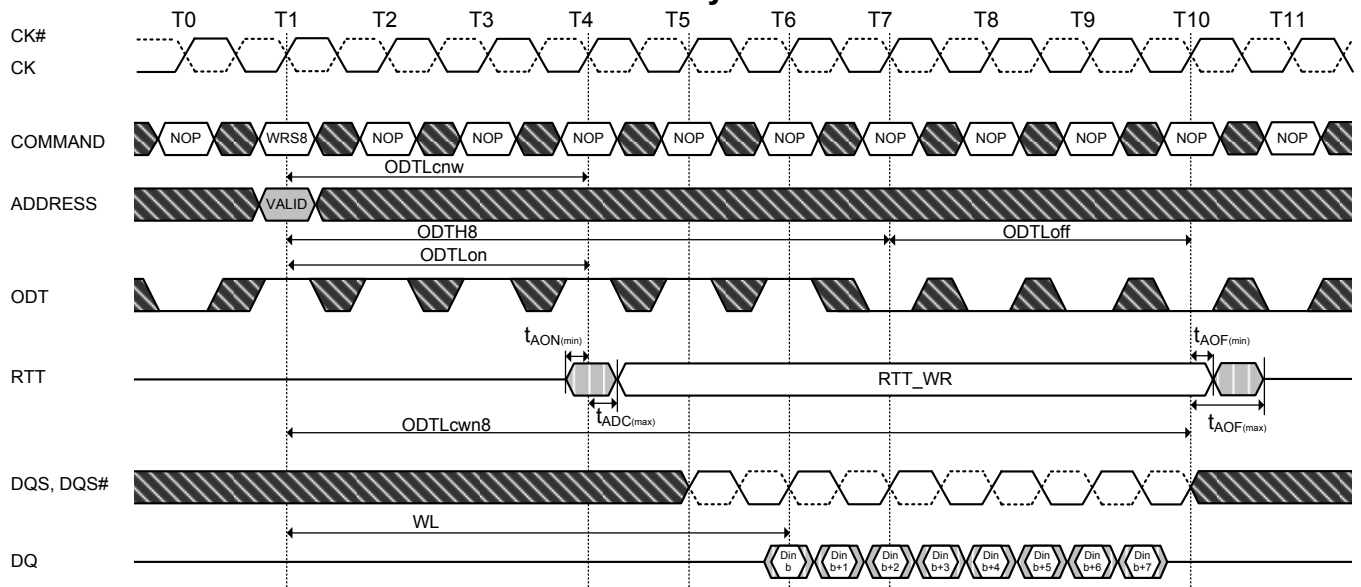 T0 T1 T2 T3 T4 T5 T6 T7 T8 T9 T10 T11
CK#
CK
COMMAND NOP WRS8 NOP NOP NOP NOP NOP NOP NOP NOP NOP NOP
ODTLcnw
ADDRESS VALID
ODTH8 ODTLoff
ODTLon
ODT
tAON(min) tAOF(min)
RTT RTT_WR
tADC(max) tAOF(max)
ODTLcwn8
DQS, DQS#
WL
DQ Din b Din b+1 Din b+2 Din b+3 Din b+4 Din b+5 Din b+6 Din b+7